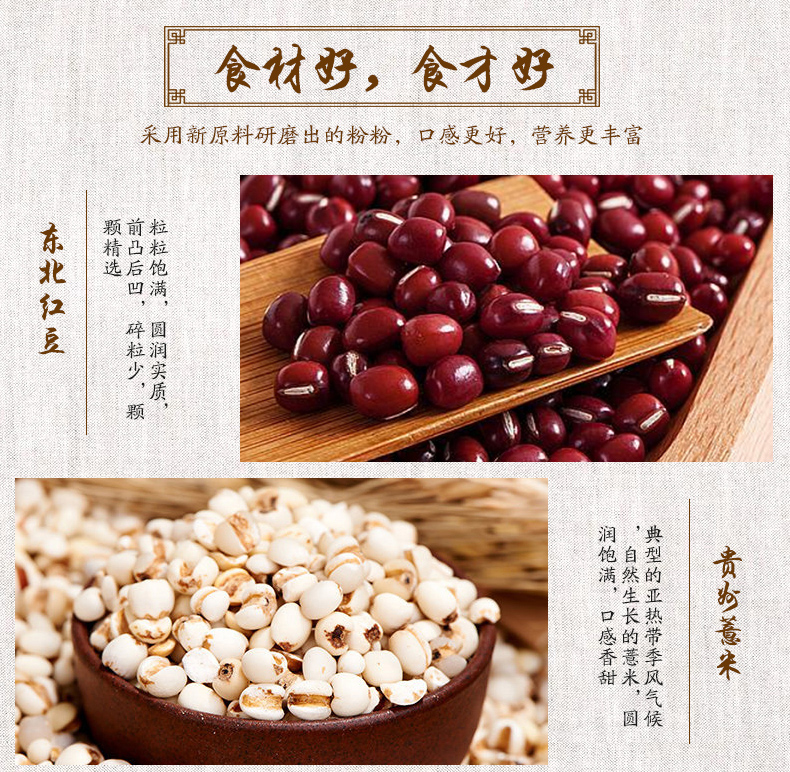 食材好，食才好
采用新原料研磨出的粉粉，口感更好，营养更丰富
东北红豆
粒粒饱满，圆润实质，
前凸后凹，碎粒少，颗
颗精选
贵州薏米
典型的亚热带季风气候
，自然生长的薏米，圆
润饱满，口感香甜